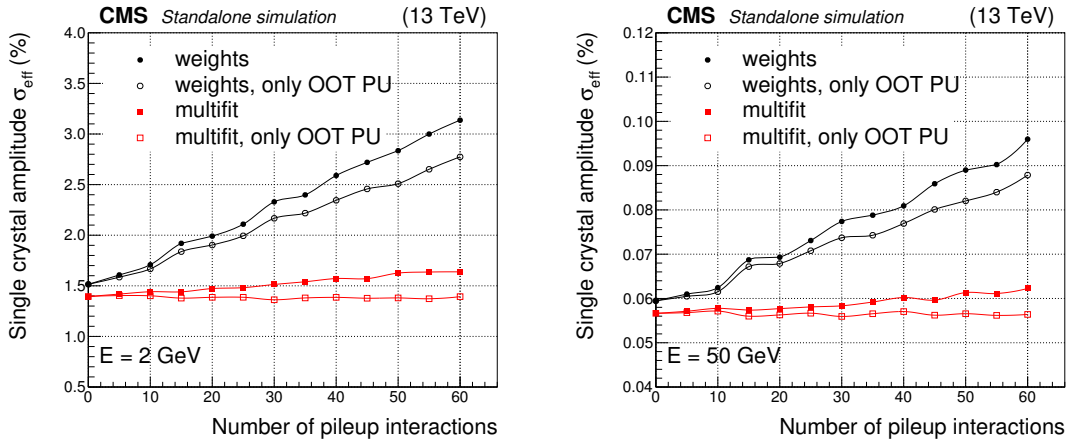 CMS Standalone simulation (13 TeV)
4.0
3.5
3.0
2.5
2.0
1.5
1.0
0.5
Single crystal amplitude σeff (%)
weights
weights, only OOT PU
multifit
multifit, only OOT PU
E = 2 GeV
0 10 20 30 40 50 60
Number of pileup interactions
CMS Standalone simulation (13 TeV)
0.12
0.11
0.10
0.09
0.08
0.07
0.06
0.05
0.04
Single crystal amplitude σeff (%)
weights
weights, only OOT PU
multifit
multifit, only OOT PU
E = 50 GeV
0 10 20 30 40 50 60
Number of pileup interactions